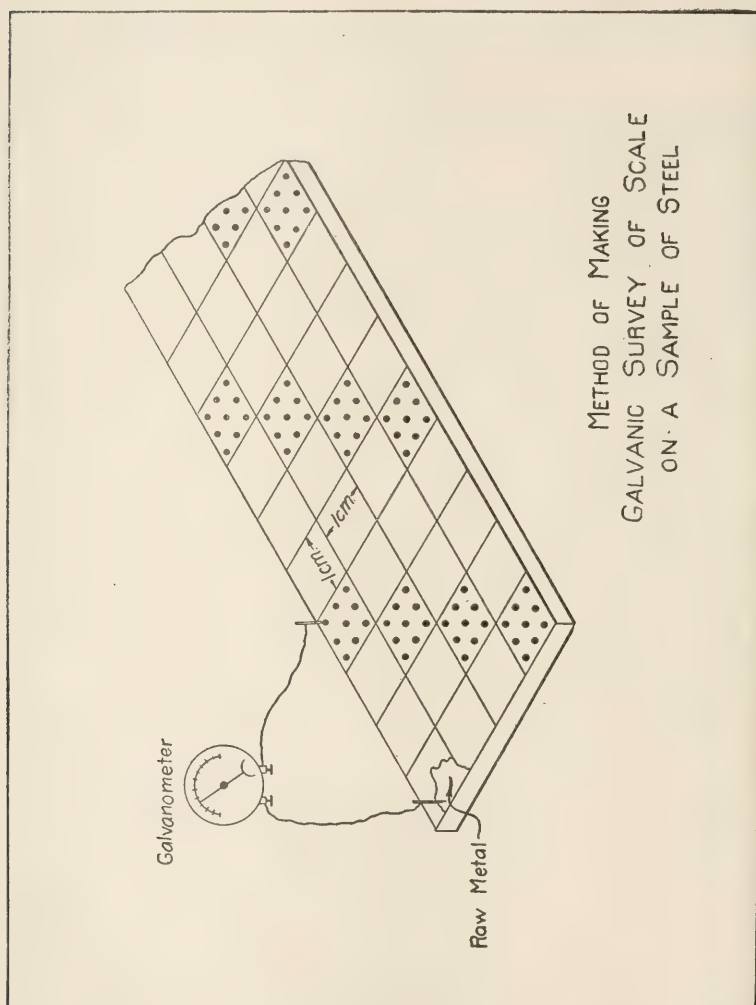 Galvanometer
1cm.
1cm.
Raw Metal
METHOD OF MAKING
GALVANIC SURVEY OF SCALE
ON A SAMPLE OF STEEL